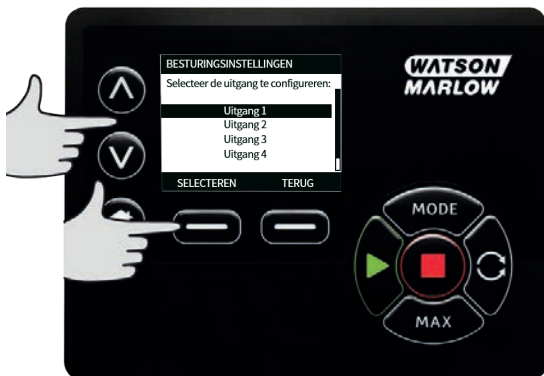 BESTURINGSINSTELLINGEN
Selecteer de uitgang te configureren:
Uitgang 1
Uitgang 2
Uitgang 3
Uitgang 4
SELECTEREN TERUG
WATSON
MARLOW
MODE
MAX